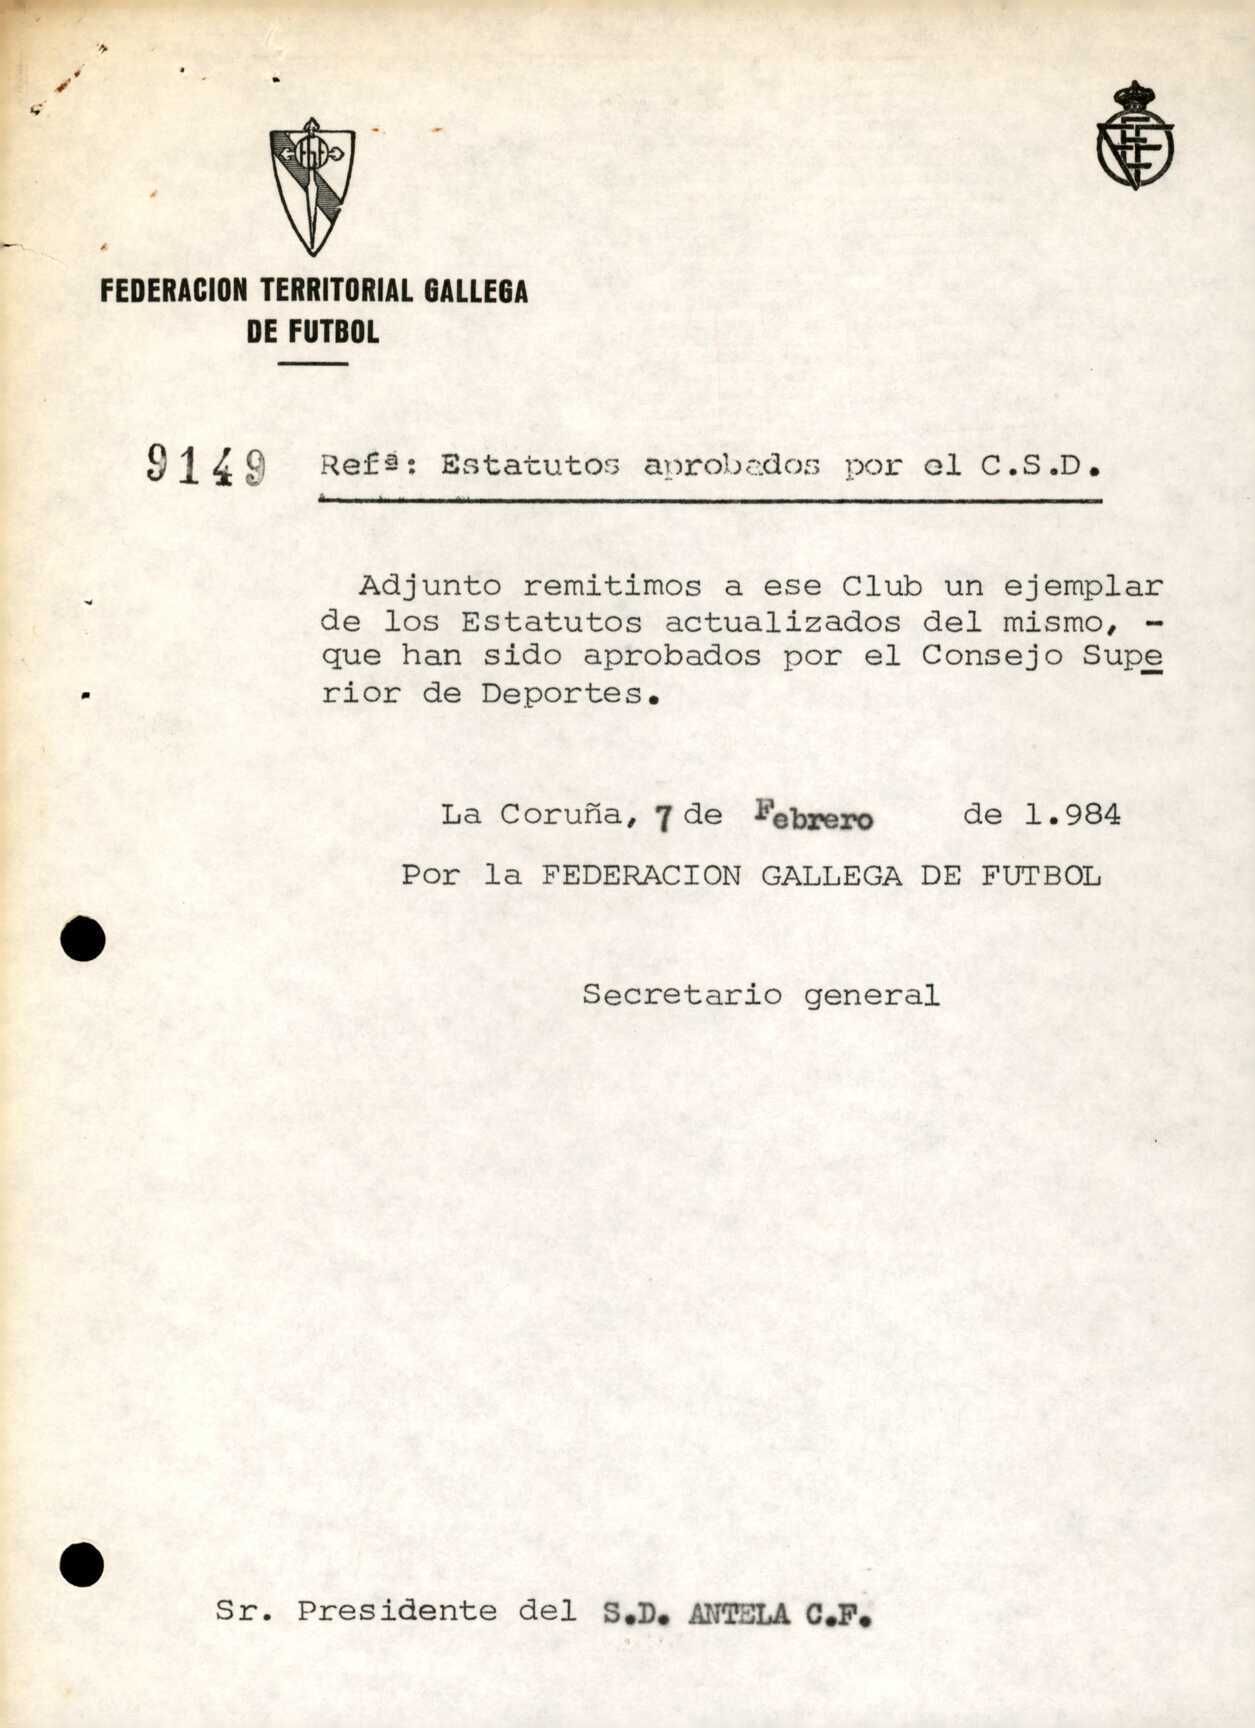 FEDERACION TERRITORIAL GALLEGA
DE FUTBOL
9149 Refª: Estatutos aprobados por el C.S.D.
Adjunto remitimos a ese Club un ejemplar
de los Estatutos actualizados del mismo, -
que han sido aprobados por el Consejo Supe
rior de Deportes.
La Coruña, 7 de Febrero de 1.984
Por la FEDERACION GALLEGA DE FUTBOL
Secretario general
Sr. Presidente del S.D. ANTELA C.F.